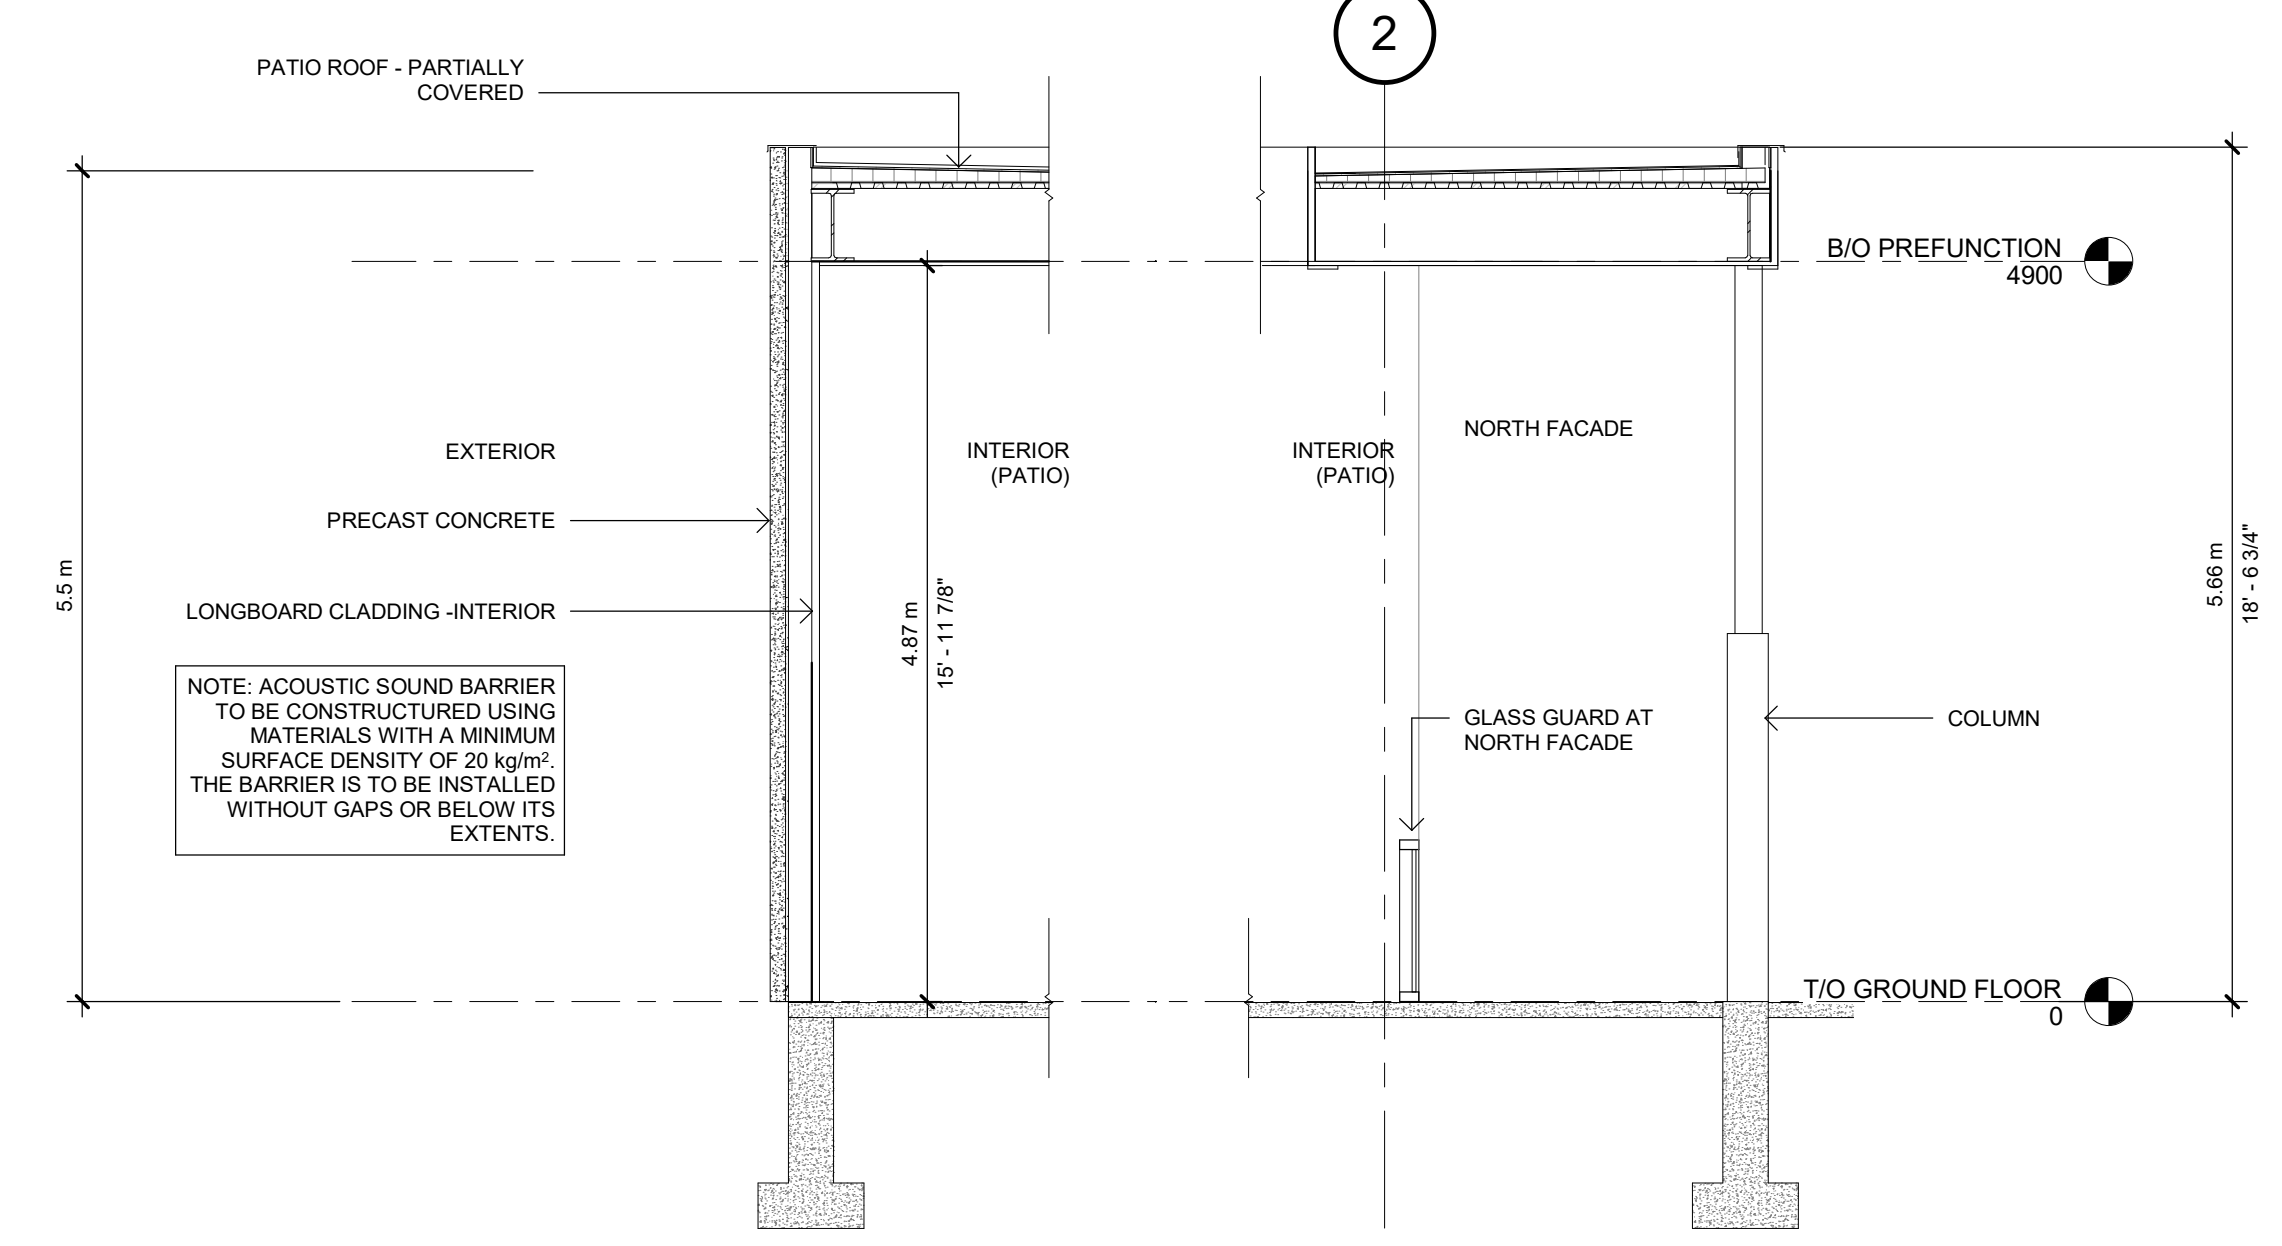 2
PATIO ROOF - PARTIALLY
COVERED
B/O PREFUNCTION
4900
NORTH FACADE
EXTERIOR
INTERIOR
(PATIO)
INTERIOR
(PATIO)
PRECAST CONCRETE
5.5 m
LONGBOARD CLADDING -INTERIOR
4.87 m
15' - 11 7/8"
5.66 m
18' - 6 3/4"
NOTE: ACOUSTIC SOUND BARRIER
TO BE CONSTRUCTURED USING
MATERIALS WITH A MINIMUM
SURFACE DENSITY OF 20 kg/m².
THE BARRIER IS TO BE INSTALLED
WITHOUT GAPS OR BELOW ITS
EXTENTS.
GLASS GUARD AT
NORTH FACADE
COLUMN
T/O GROUND FLOOR
0